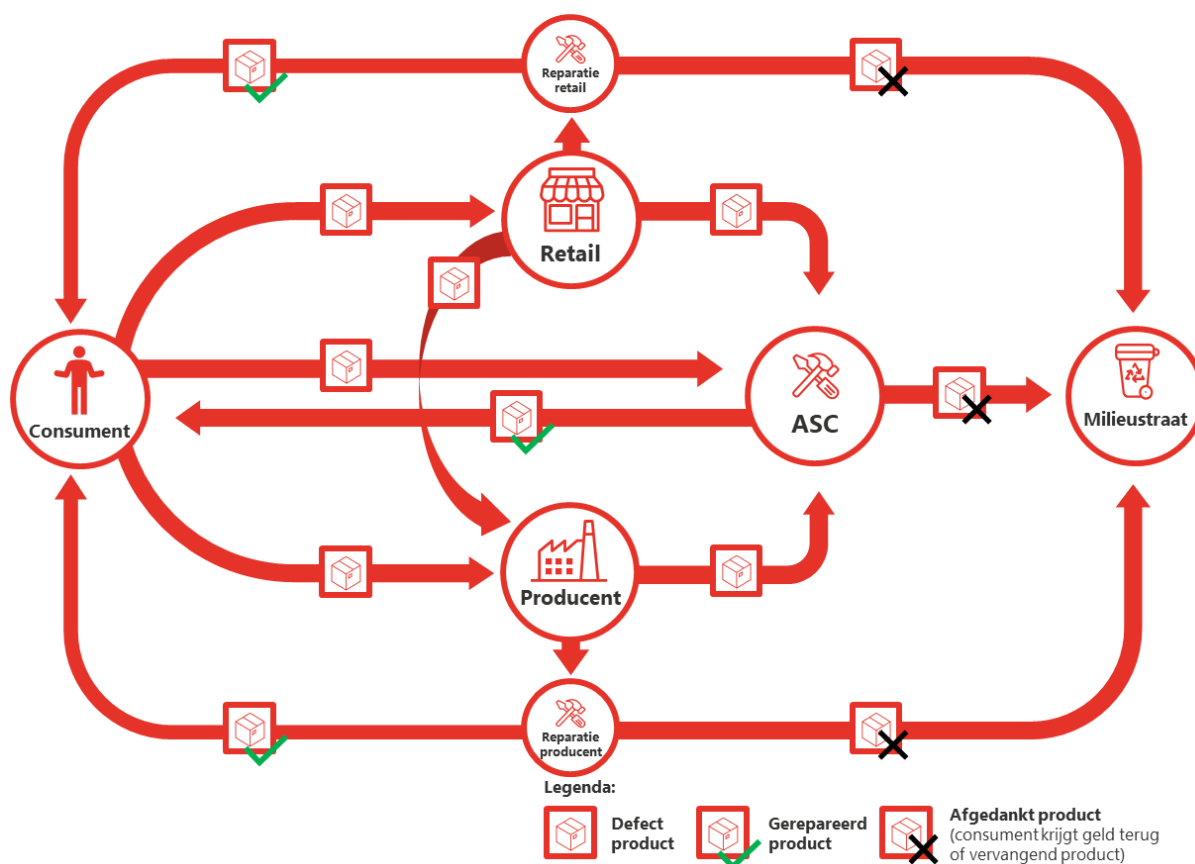 Reparatie
retail
Retail
Consument
ASC
Milieustraat
Producent
Reparatie
producent
Legenda:
Defect
product
Gerepareerd
product
Afgedankt product
(consument krijgt geld terug
of vervangend product)